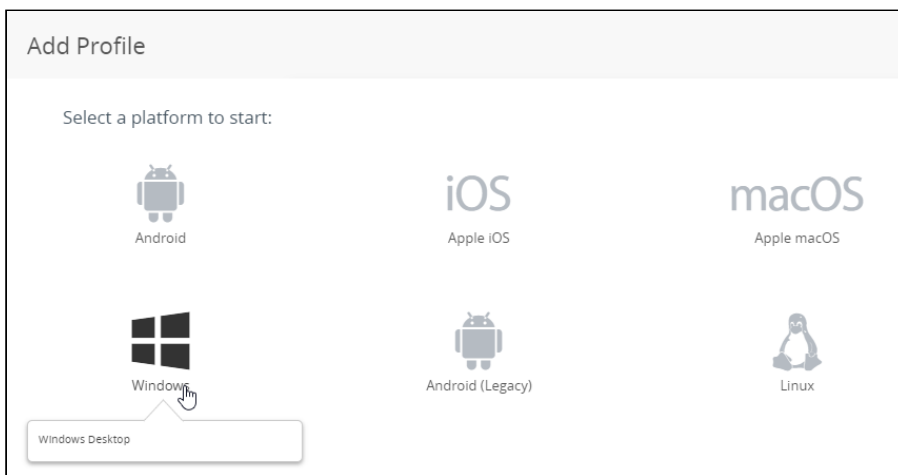 Add Profile
Select a platform to start:
iOS
macOS
Android
Apple iOS
Apple macOS
Windows
Android (Legacy)
Linux
Windows Desktop